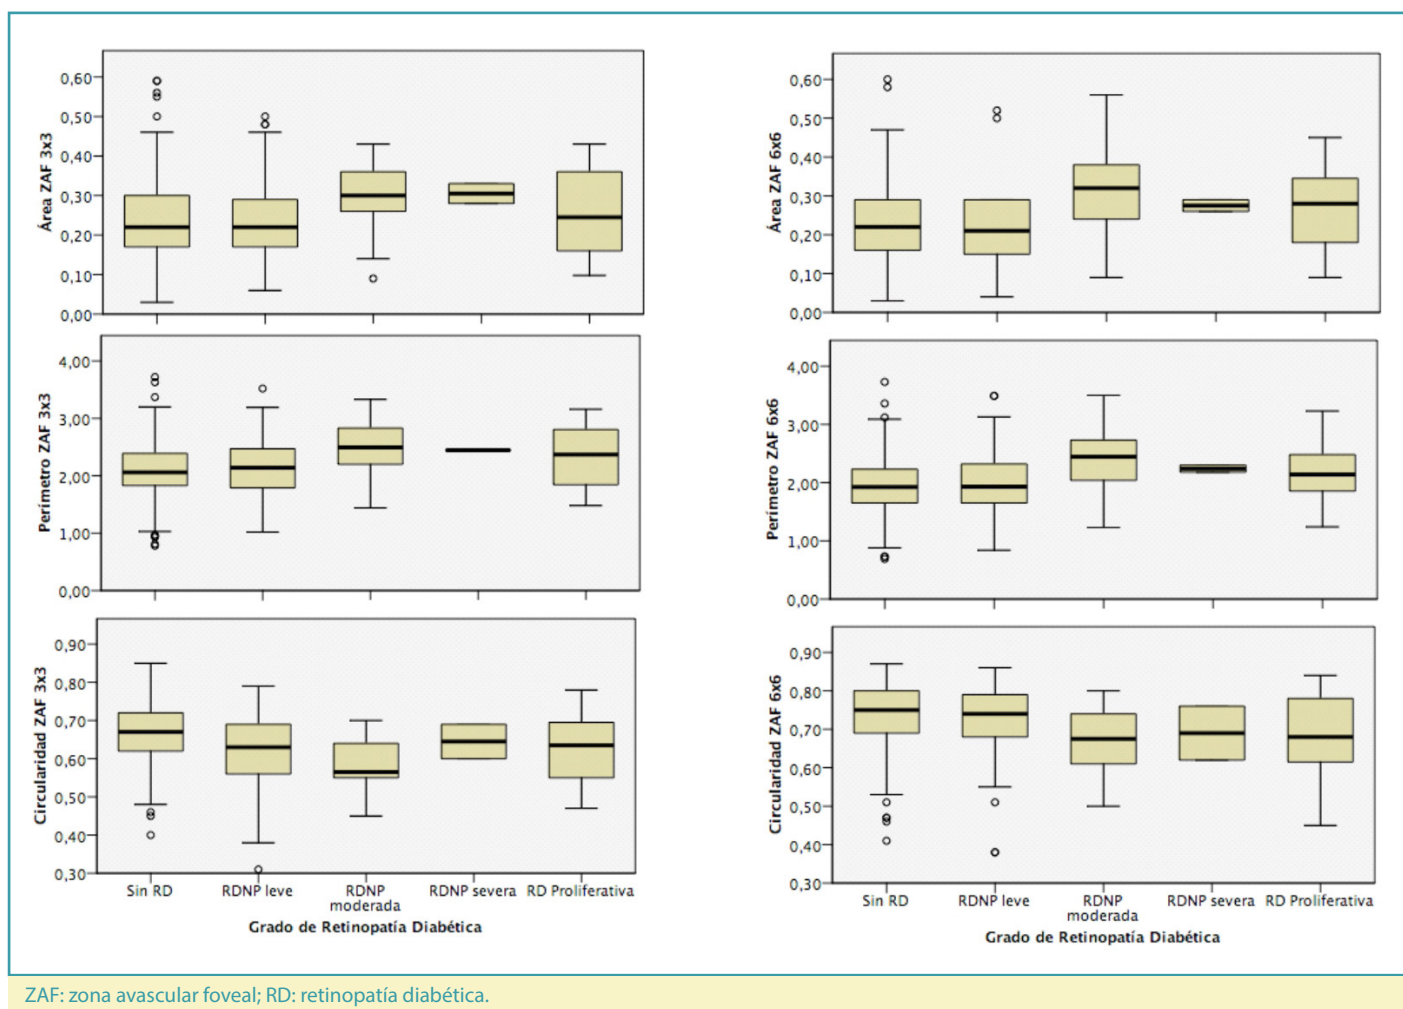 Área ZAF 3x3
0,60
0,50
0,40
0,30
0,20
0,10
0,00
Perímetro ZAF 3x3
4,00
3,00
2,00
1,00
0,00
Circularidad ZAF 3x3
0,90
0,80
0,70
0,60
0,50
0,40
0,30
Sin RD
RDNP leve
RDNP
moderada
RDNP severa
RD Proliferativa
Grado de Retinopatía Diabética
Área ZAF 6x6
0,60
0,50
0,40
0,30
0,20
0,10
0,00
Perímetro ZAF 6x6
4,00
3,00
2,00
1,00
0,00
Circularidad ZAF 6x6
0,90
0,80
0,70
0,60
0,50
0,40
0,30
Sin RD
RDNP leve
RDNP
moderada
RDNP severa
RD Proliferativa
Grado de Retinopatía Diabética
ZAF: zona avascular foveal; RD: retinopatía diabética.